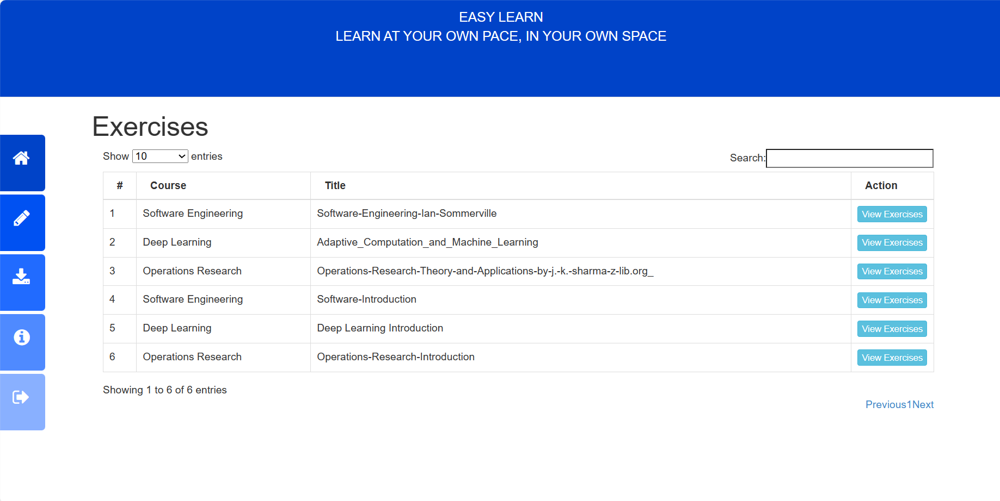 EASY LEARN
LEARN AT YOUR OWN PACE, IN YOUR OWN SPACE
Exercises
Show 10 entries
Search:
# Course Title Action
1 Software Engineering Software-Engineering-Ian-Sommerville View Exercises
2 Deep Learning Adaptive_Computation_and_Machine_Learning View Exercises
3 Operations Research Operations-Research-Theory-and-Applications-by-j.-k.-sharma-z-lib.org_ View Exercises
4 Software Engineering Software-Introduction View Exercises
5 Deep Learning Deep Learning Introduction View Exercises
6 Operations Research Operations-Research-Introduction View Exercises
Showing 1 to 6 of 6 entries
Previous1Next